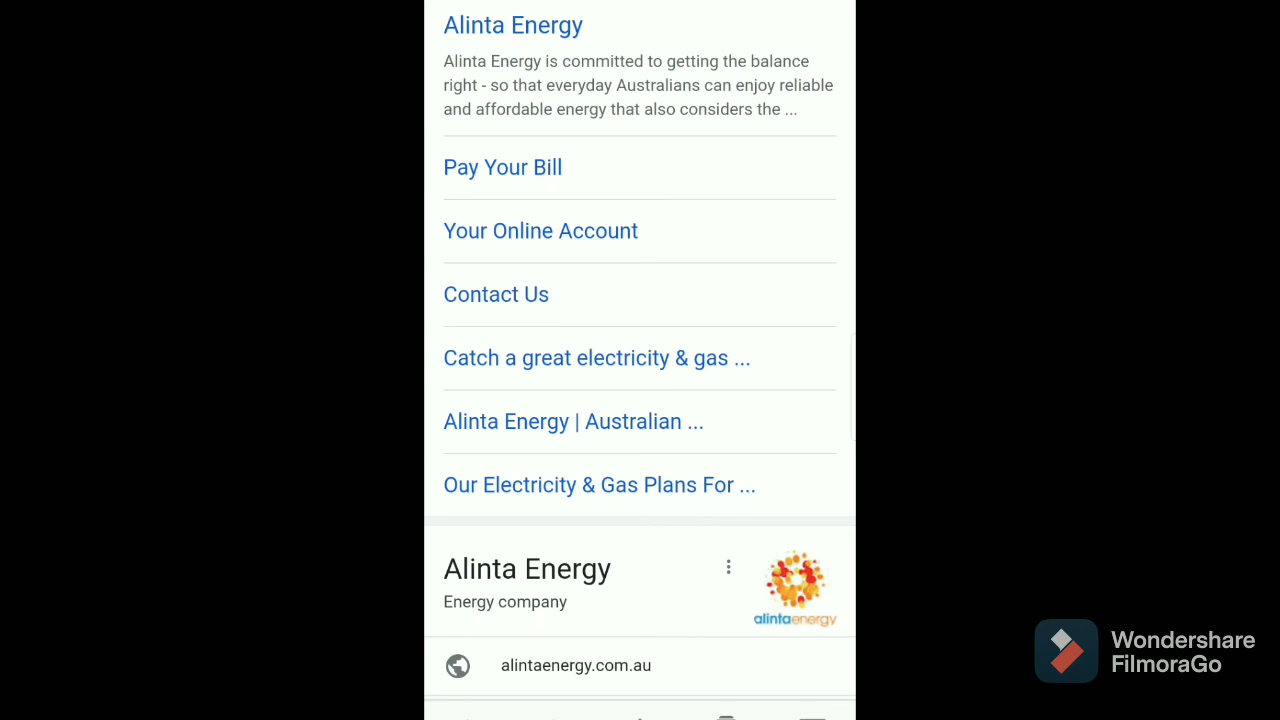 Alinta Energy
Alinta Energy is committed to getting the balance
right - so that everyday Australians can enjoy reliable
and affordable energy that also considers the ...
Pay Your Bill
Your Online Account
Contact Us
Catch a great electricity & gas ...
Alinta Energy | Australian ...
Our Electricity & Gas Plans For ...
Alinta Energy
Energy company
alintaenergy
alintaenergy.com.au
Wondershare
FilmoraGo